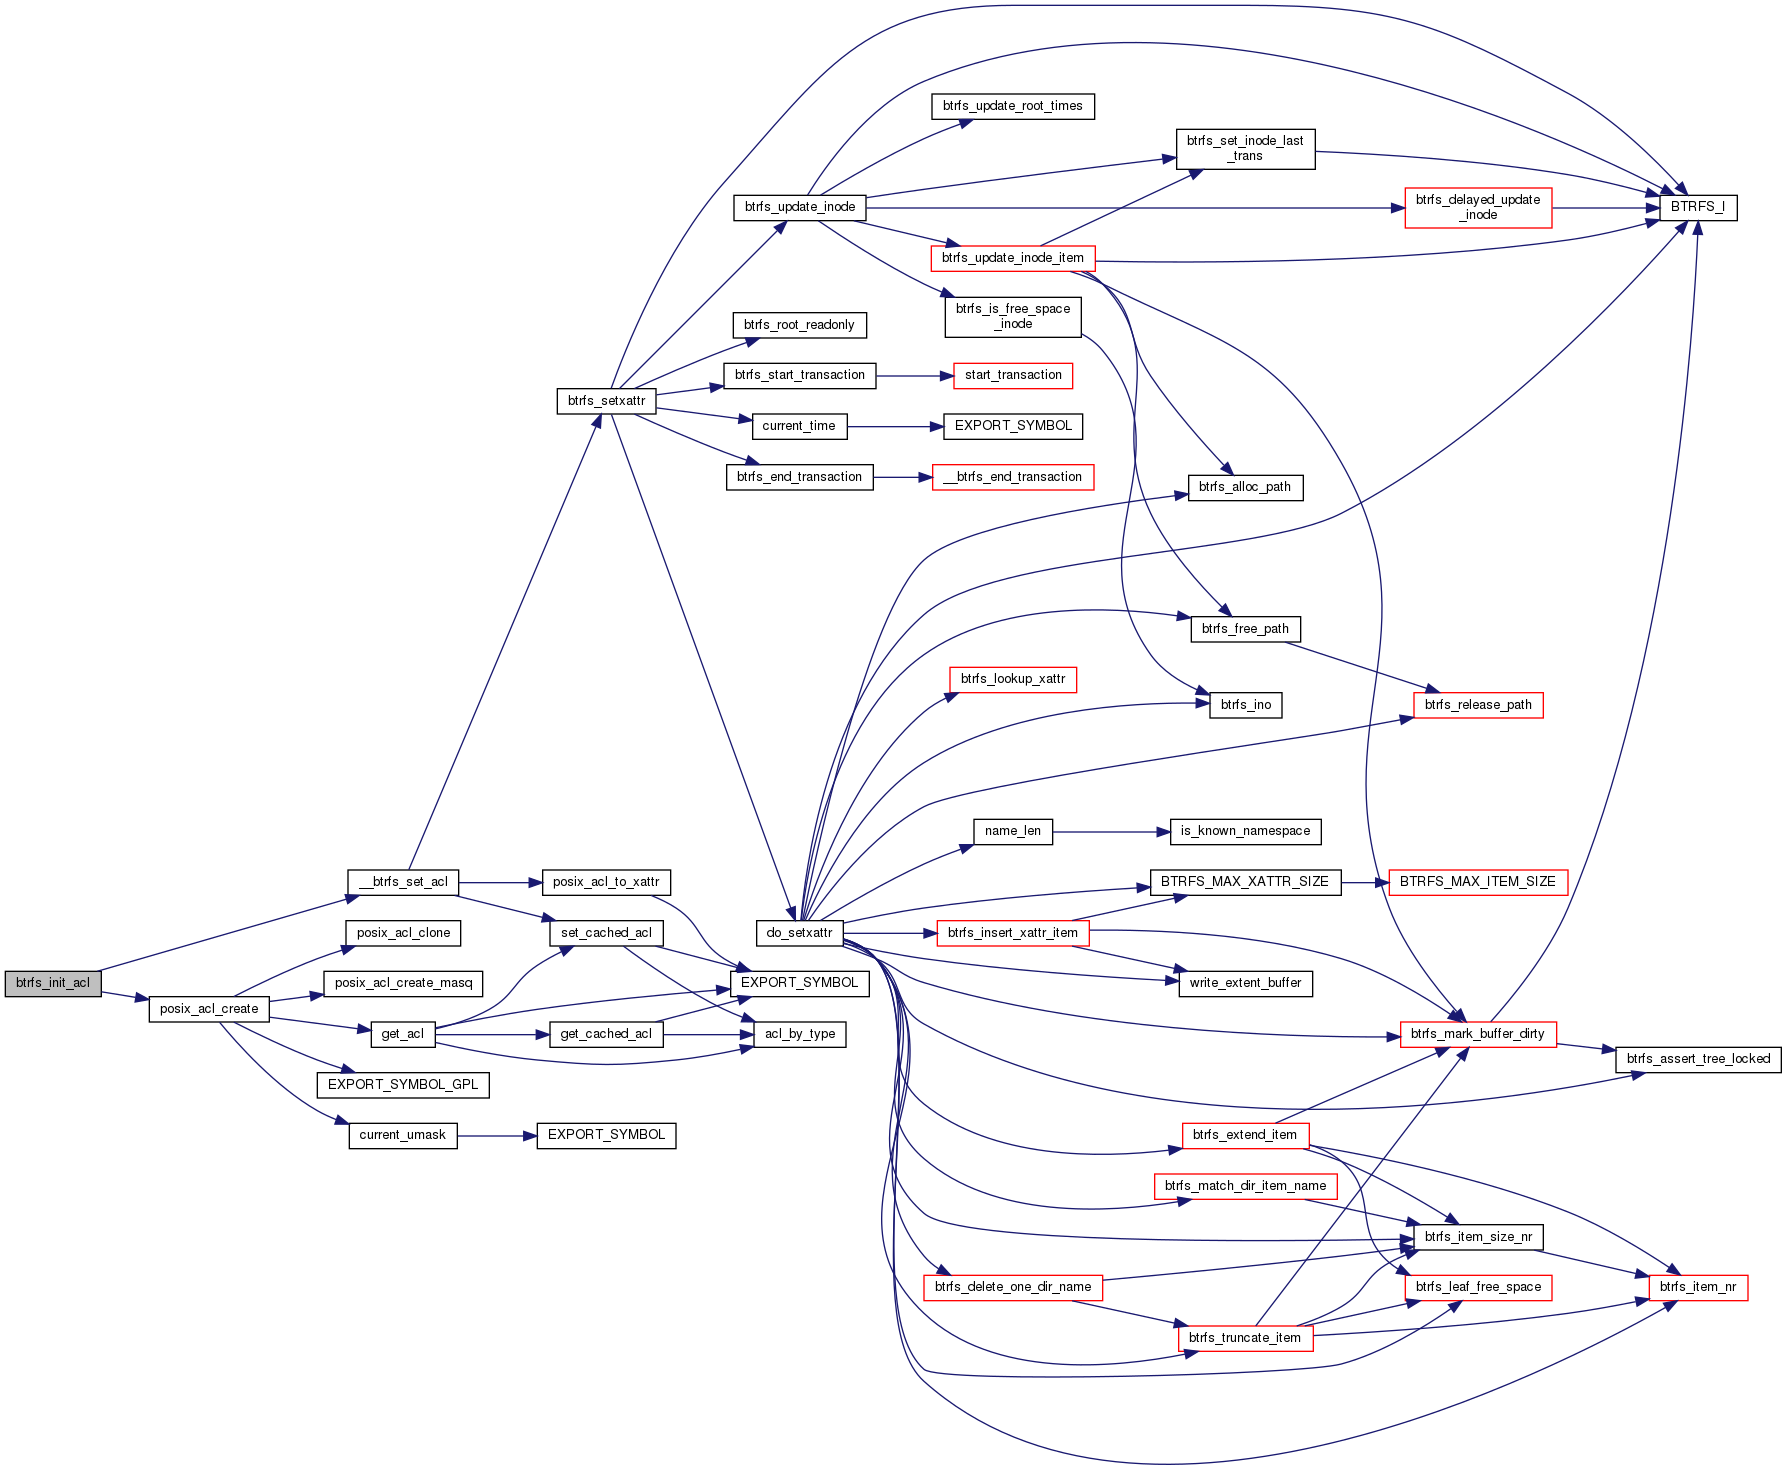 btrfs_update_root_times
btrfs_set_inode_last
_trans
btrfs_update_inode
btrfs_delayed_update
_inode
BTRFS_I
btrfs_update_inode_item
btrfs_is_free_space
_inode
btrfs_root_readonly
btrfs_start_transaction
start_transaction
btrfs_setxattr
current_time
EXPORT_SYMBOL
btrfs_end_transaction
__btrfs_end_transaction
btrfs_alloc_path
btrfs_free_path
btrfs_lookup_xattr
btrfs_ino
btrfs_release_path
name_len
is_known_namespace
__btrfs_set_acl
posix_acl_to_xattr
BTRFS_MAX_XATTR_SIZE
BTRFS_MAX_ITEM_SIZE
posix_acl_clone
set_cached_acl
do_setxattr
btrfs_insert_xattr_item
btrfs_init_acl
posix_acl_create_masq
EXPORT_SYMBOL
write_extent_buffer
posix_acl_create
get_acl
get_cached_acl
acl_by_type
btrfs_mark_buffer_dirty
btrfs_assert_tree_locked
EXPORT_SYMBOL_GPL
current_umask
EXPORT_SYMBOL
btrfs_extend_item
btrfs_match_dir_item_name
btrfs_item_size_nr
btrfs_delete_one_dir_name
btrfs_leaf_free_space
btrfs_item_nr
btrfs_truncate_item